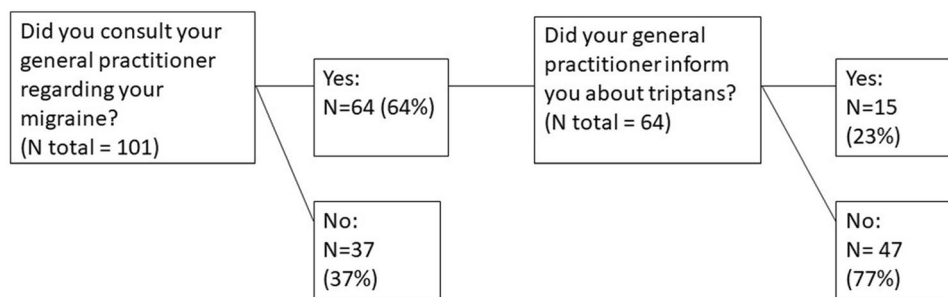 Did you consult your
general practitioner
regarding your
migraine?
(N total = 101)
Yes:
N=64 (64%)
No:
N=37
(37%)
Did your general
practitioner inform
you about triptans?
(N total = 64)
Yes:
N=15
(23%)
No:
N= 47
(77%)